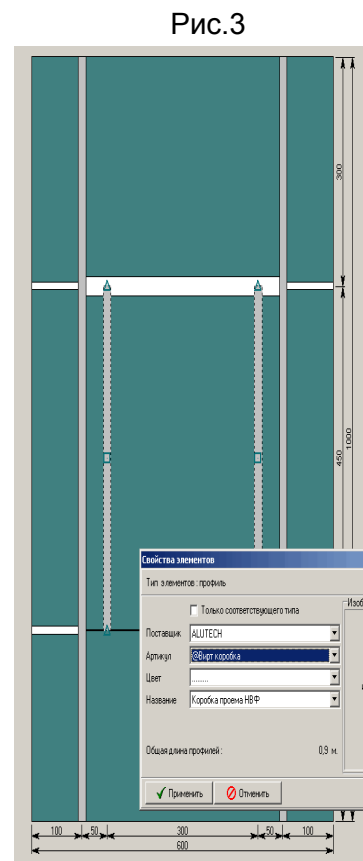 Рис.3
300
450
1000
Свойства элементов
Тип элементов: профиль
Только соответствующего типа
Поставщик ALUTECH
Артикул @Вирт коробка
Цвет ........
Название Коробка проема НВФ
Общая длина профилей : 0,9 м.
Применить Отменить
100 50 300 50 100
600